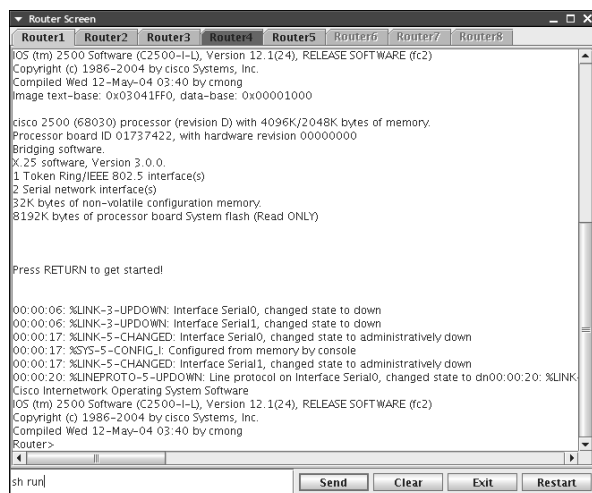 Router Screen
Router1 Router2 Router3 Router4 Router5 Router6 Router7 Router8
IOS (tm) 2500 Software (C2500-I-L), Version 12.1(24), RELEASE SOFTWARE (fc2)
Copyright (c) 1986-2004 by cisco Systems, Inc.
Compiled Wed 12-May-04 03:40 by cmong
Image text-base: 0x03041FF0, data-base: 0x00001000
cisco 2500 (68030) processor (revision D) with 4096K/2048K bytes of memory.
Processor board ID 01737422, with hardware revision 00000000
Bridging software.
X.25 software, Version 3.0.0.
1 Token Ring/IEEE 802.5 interface(s)
2 Serial network interface(s)
32K bytes of non-volatile configuration memory.
8192K bytes of processor board System flash (Read ONLY)
Press RETURN to get started!
00:00:06: %LINK-3-UPDOWN: Interface Serial0, changed state to down
00:00:06: %LINK-3-UPDOWN: Interface Serial1, changed state to down
00:00:17: %LINK-5-CHANGED: Interface Serial0, changed state to administratively down
00:00:17: %SYS-5-CONFIG_I: Configured from memory by console
00:00:17: %LINK-5-CHANGED: Interface Serial1, changed state to administratively down
00:00:20: %LINEPROTO-5-UPDOWN: Line protocol on Interface Serial0, changed state to dn00:00:20: %LINK-
Cisco Internetwork Operating System Software
IOS (tm) 2500 Software (C2500-I-L), Version 12.1(24), RELEASE SOFTWARE (fc2)
Copyright (c) 1986-2004 by cisco Systems, Inc.
Compiled Wed 12-May-04 03:40 by cmong
Router>
sh run Send Clear Exit Restart